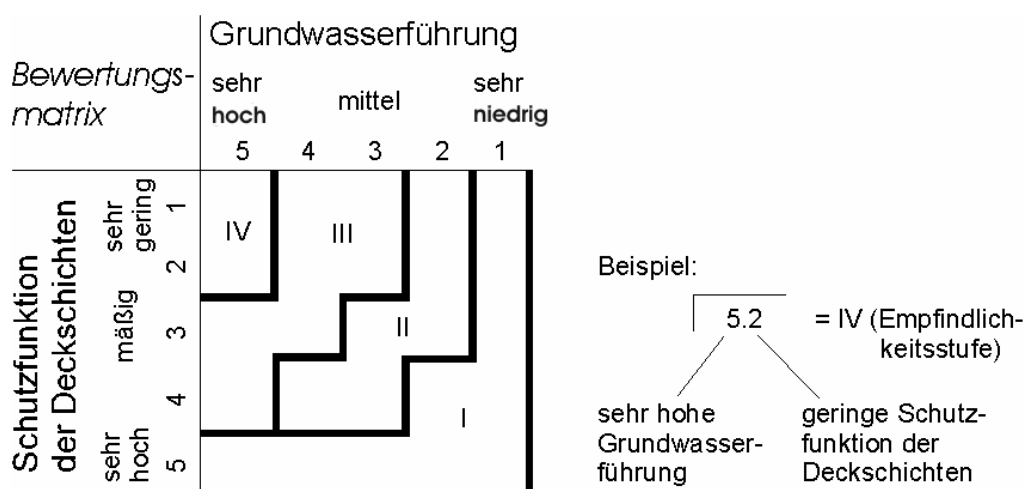 Grundwasserführung
Bewertungs-
matrix
sehr
hoch
mittel
sehr
niedrig
5 4 3 2 1
Schutzfunktion
der Deckschichten
sehr
gering
mäßig
sehr
hoch
1
2
3
4
5
IV
III
II
I
Beispiel:
5.2 = IV (Empfindlich-
keitsstufe)
sehr hohe
Grundwasser-
führung
geringe Schutz-
funktion der
Deckschichten